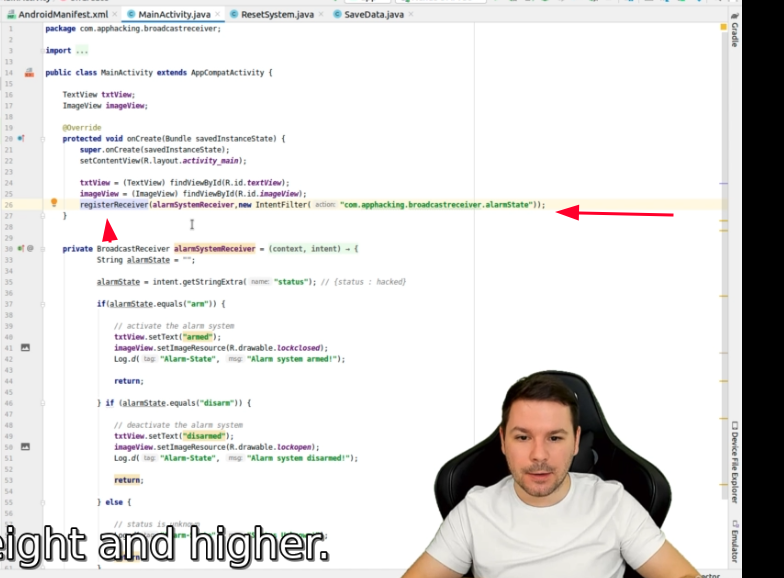 AndroidManifest.xml × MainActivity.java × ResetSystem.java × SaveData.java ×
1 package com.apphacking.broadcastreceiver;
2
3 import ...
13
14 public class MainActivity extends AppCompatActivity {
15
16 TextView txtView;
17 ImageView imageView;
18
19 @Override
20 protected void onCreate(Bundle savedInstanceState) {
21 super.onCreate(savedInstanceState);
22 setContentView(R.layout.activity_main);
23
24 txtView = (TextView) findViewById(R.id.textView);
25 imageView = (ImageView) findViewById(R.id.imageView);
26 registerReceiver(alarmSystemReceiver,new IntentFilter( action: "com.apphacking.broadcastreceiver.alarmState"));
27 }
28
29
30 private BroadcastReceiver alarmSystemReceiver = (context, intent) → {
33 String alarmState = "";
34
35 alarmState = intent.getStringExtra( name: "status"); // {status : hacked}
36
37 if(alarmState.equals("arm")) {
38
39 // activate the alarm system
40 txtView.setText("armed");
41 imageView.setImageResource(R.drawable.lockclosed);
42 Log.d( tag: "Alarm-State", msg: "Alarm system armed!");
43
44 return;
45
46 } if (alarmState.equals("disarm")) {
47
48 // deactivate the alarm system
49 txtView.setText("disarmed");
50 imageView.setImageResource(R.drawable.lockopen);
51 Log.d( tag: "Alarm-State", msg: "Alarm system disarmed!");
52
53 return;
54
55 } else {
// status is unknown
eight and higher.
Gradle
Device File Explorer
Emulator